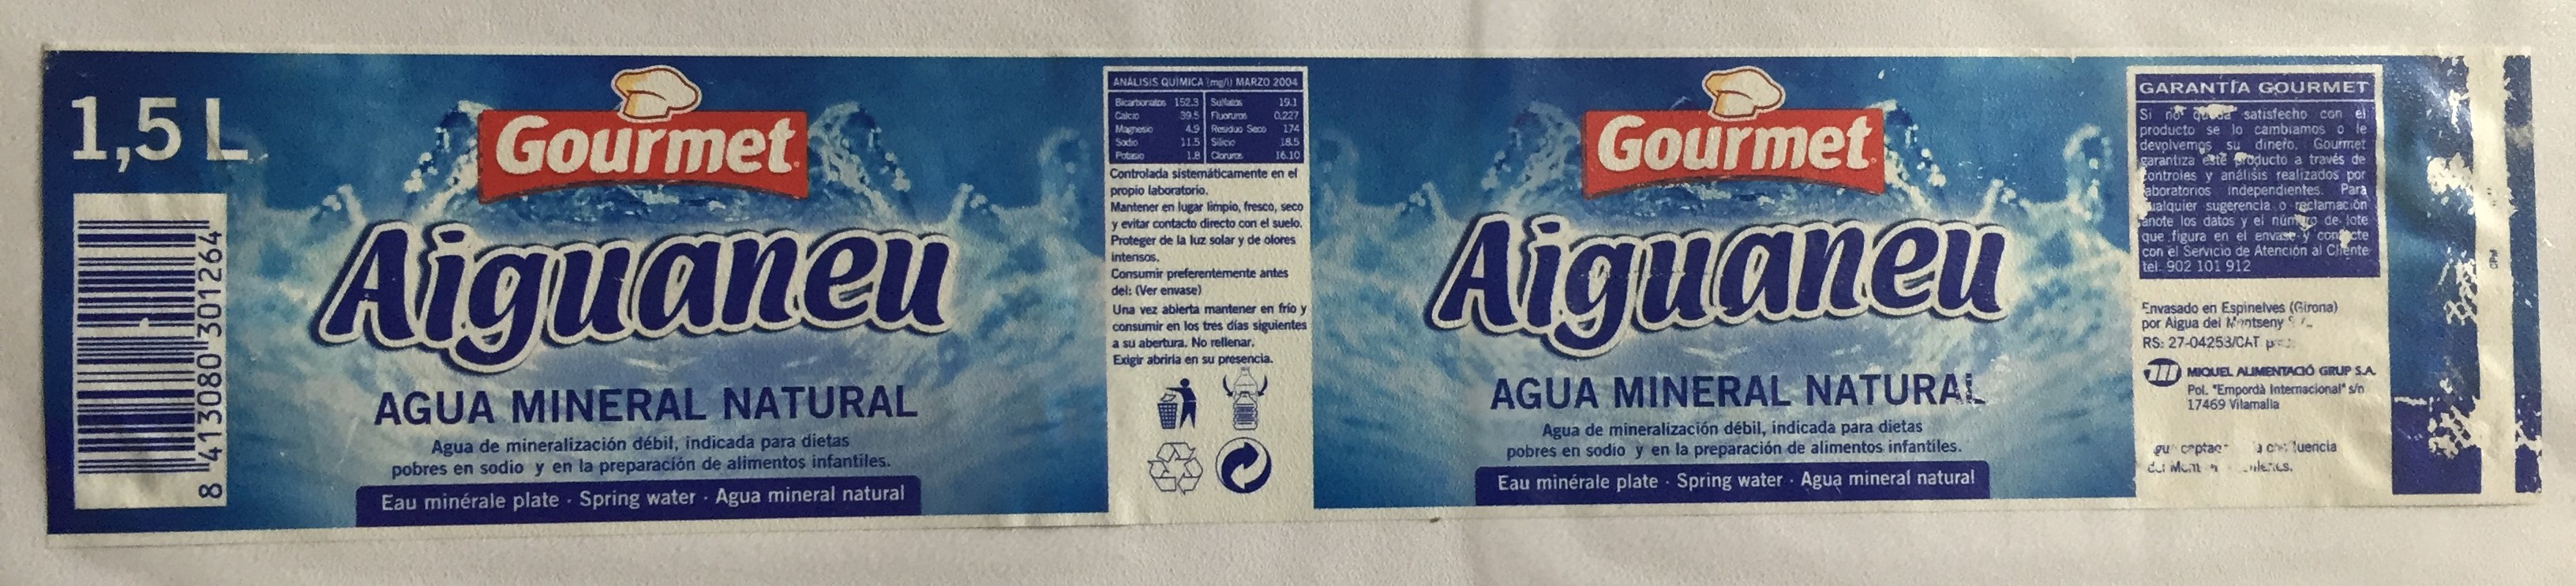 1,5 L
8 413080 301264
Gourmet
Aiguaneu
AGUA MINERAL NATURAL
Agua de mineralización débil, indicada para dietas
pobres en sodio y en la preparación de alimentos infantiles.
Eau minérale plate · Spring water · Agua mineral natural
ANÁLISIS QUÍMICA (mg/l) MARZO 2004
Bicarbonatos 152.3 Sulfatos 19.1
Calcio 39.5 Fluoruros 0.227
Magnesio 4.9 Residuo Seco 174
Sodio 11.5 Silicio 18.5
Potasio 1.8 Cloruros 16.10
Controlada sistemáticamente en el
propio laboratorio.
Mantener en lugar limpio, fresco, seco
y evitar contacto directo con el suelo.
Proteger de la luz solar y de olores
intensos.
Consumir preferentemente antes
del: (Ver envase)
Una vez abierta mantener en frío y
consumir en los tres días siguientes
a su abertura. No rellenar.
Exigir abrirla en su presencia.
Gourmet
Aiguaneu
AGUA MINERAL NATURAL
Agua de mineralización débil, indicada para dietas
pobres en sodio y en la preparación de alimentos infantiles.
Eau minérale plate · Spring water · Agua mineral natural
GARANTÍA GOURMET
Si no queda satisfecho con el
producto se lo cambiamos o le
devolvemos su dinero. Gourmet
garantiza este producto a través de
controles y análisis realizados por
laboratorios independientes. Para
cualquier sugerencia o reclamación
anote los datos y el número de lote
que figura en el envase y contacte
con el Servicio de Atención al Cliente
tel. 902 101 912
Envasado en Espinelves (Girona)
por Aigua del Montseny
RS: 27-04253/CAT
m MIQUEL ALIMENTACIÓ GRUP S.A.
Pol. "Empordà Internacional" s/n
17469 Vilamalla